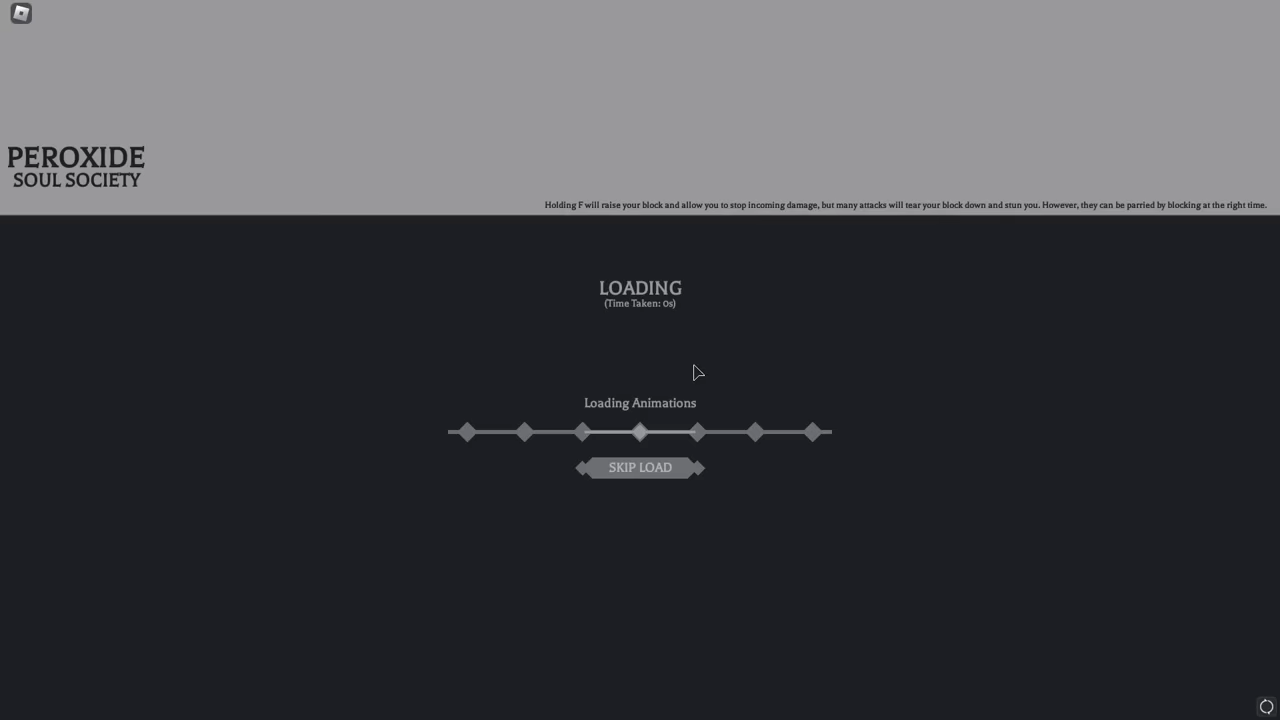 PEROXIDE
SOUL SOCIETY
Holding F will raise your block and allow you to stop incoming damage, but many attacks will tear your block down and stun you. However, they can be parried by blocking at the right time.
LOADING
(Time Taken: 0s)
Loading Animations
SKIP LOAD